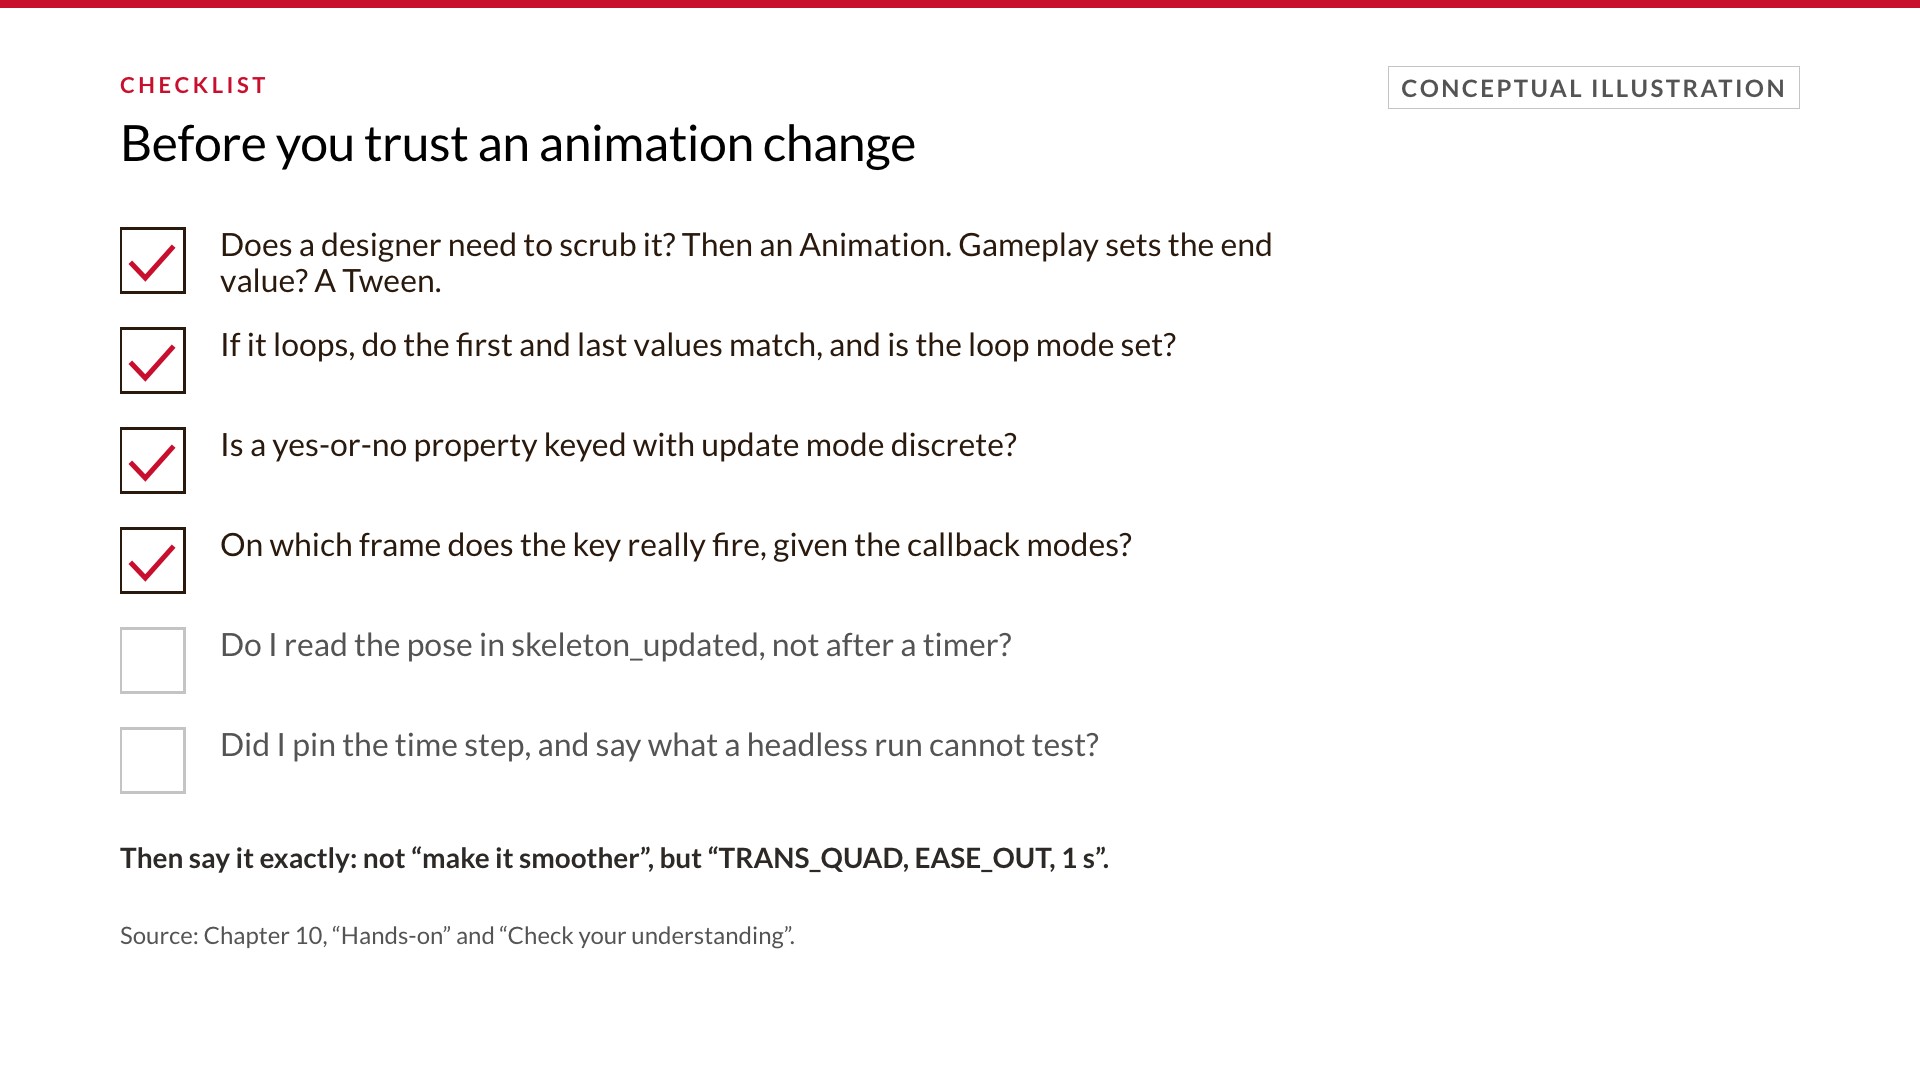 CHECKLIST
CONCEPTUAL ILLUSTRATION
Before you trust an animation change
Does a designer need to scrub it? Then an Animation. Gameplay sets the end
value? A Tween.
If it loops, do the first and last values match, and is the loop mode set?
Is a yes-or-no property keyed with update mode discrete?
On which frame does the key really fire, given the callback modes?
Do I read the pose in skeleton_updated, not after a timer?
Did I pin the time step, and say what a headless run cannot test?
Then say it exactly: not “make it smoother”, but “TRANS_QUAD, EASE_OUT, 1 s”.
Source: Chapter 10, “Hands-on” and “Check your understanding”.